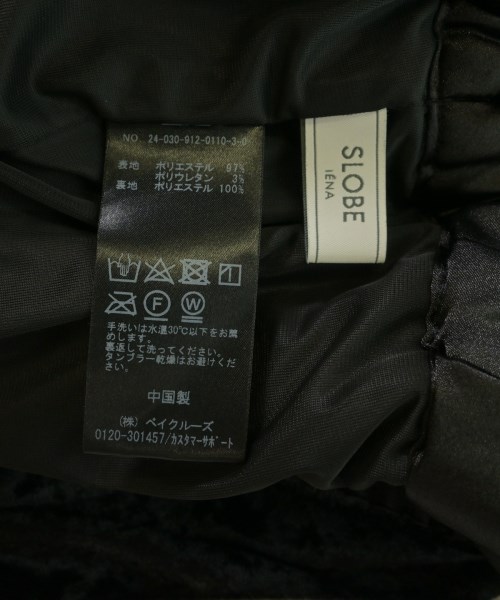 NO 24-030-912-0110-3-0
表地 ポリエステル 97%
ポリウレタン 3%
裏地 ポリエステル 100%
F
W
手洗いは水温30℃以下をお薦
めします。
裏返して洗ってください。
タンブラー乾燥はお避けくだ
さい。
中国製
(株) ベイクルーズ
0120-301457/カスタマーサポート
SLOBE
IÉNA